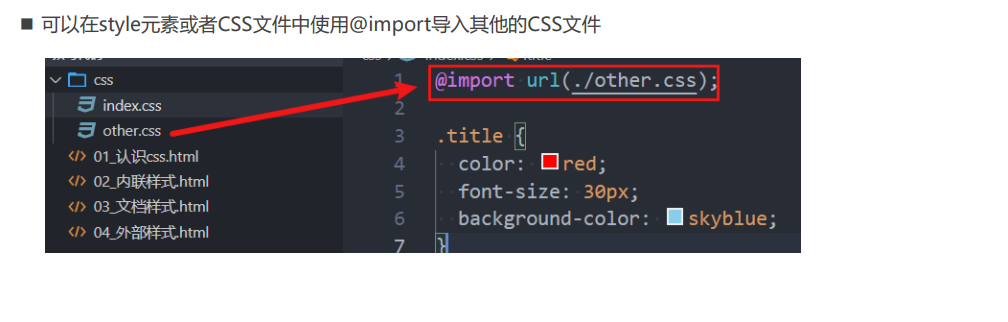 可以在style元素或者CSS文件中使用@import导入其他的CSS文件
css
index.css
other.css
01_认识css.html
02_内联样式.html
03_文档样式.html
04_外部样式.html
1 @import url(./other.css);
2
3 .title {
4 color: red;
5 font-size: 30px;
6 background-color: skyblue;
7 }